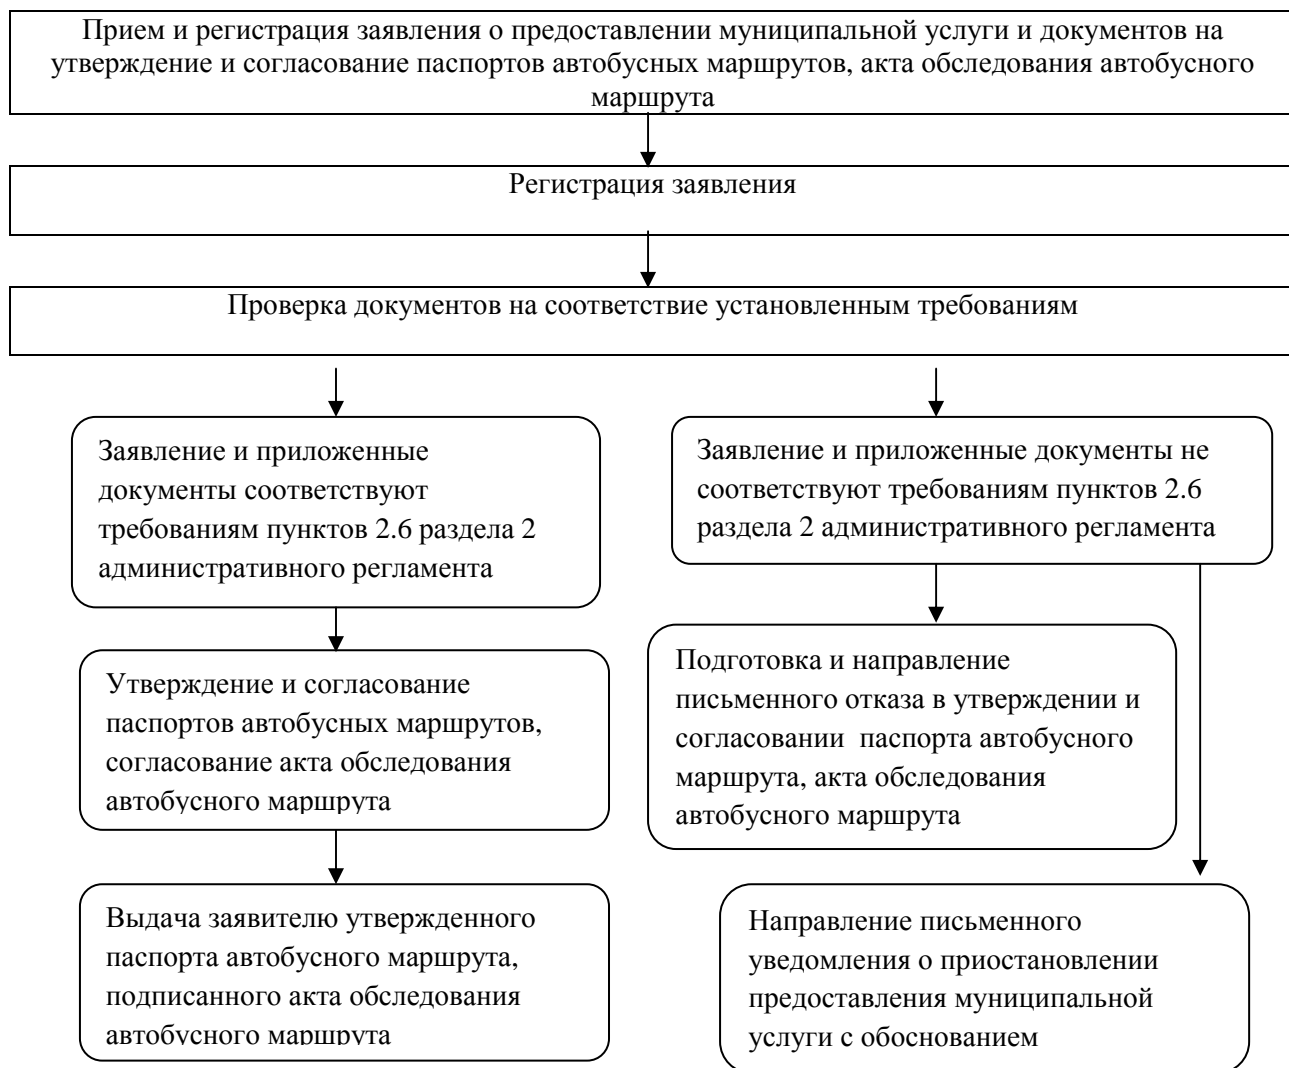 Прием и регистрация заявления о предоставлении муниципальной услуги и документов на
утверждение и согласование паспортов автобусных маршрутов, акта обследования автобусного
маршрута
Регистрация заявления
Проверка документов на соответствие установленным требованиям
Заявление и приложенные
документы соответствуют
требованиям пунктов 2.6 раздела 2
административного регламента
Заявление и приложенные документы не
соответствуют требованиям пунктов 2.6
раздела 2 административного регламента
Утверждение и согласование
паспортов автобусных маршрутов,
согласование акта обследования
автобусного маршрута
Подготовка и направление
письменного отказа в утверждении и
согласовании паспорта автобусного
маршрута, акта обследования
автобусного маршрута
Выдача заявителю утвержденного
паспорта автобусного маршрута,
подписанного акта обследования
автобусного маршрута
Направление письменного
уведомления о приостановлении
предоставления муниципальной
услуги с обоснованием